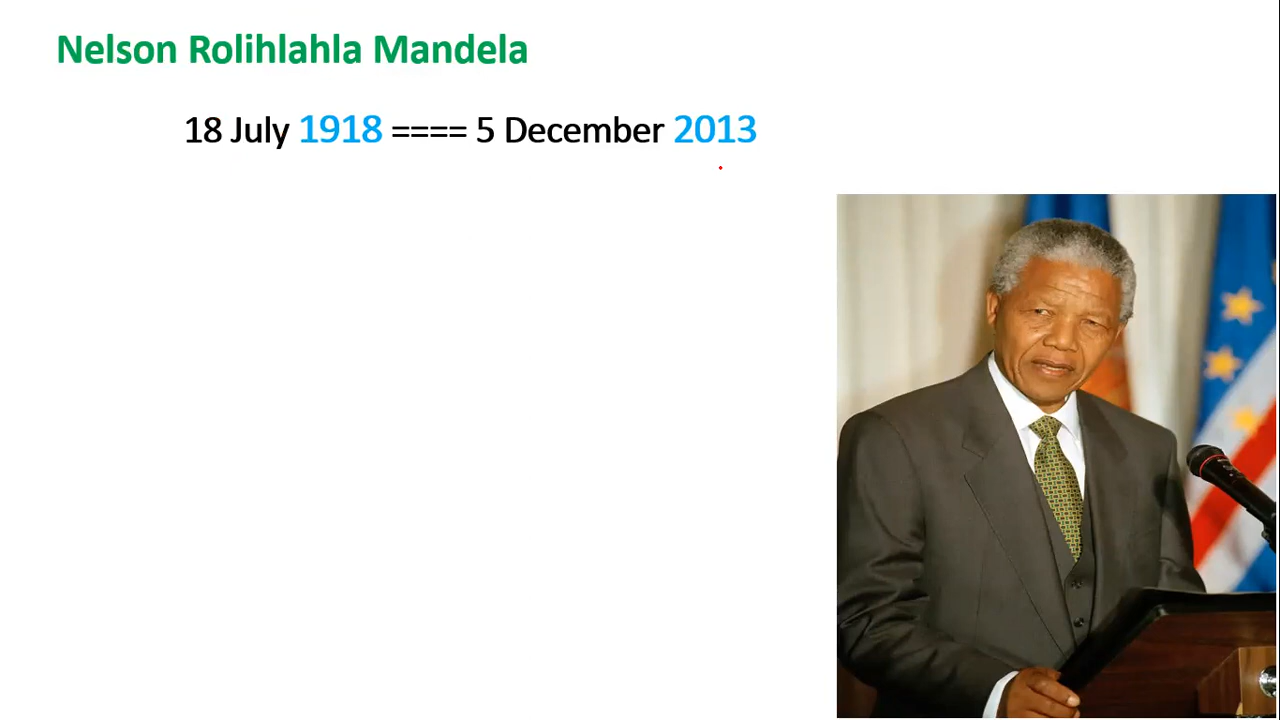 Nelson Rolihlahla Mandela
18 July 1918 ==== 5 December 2013